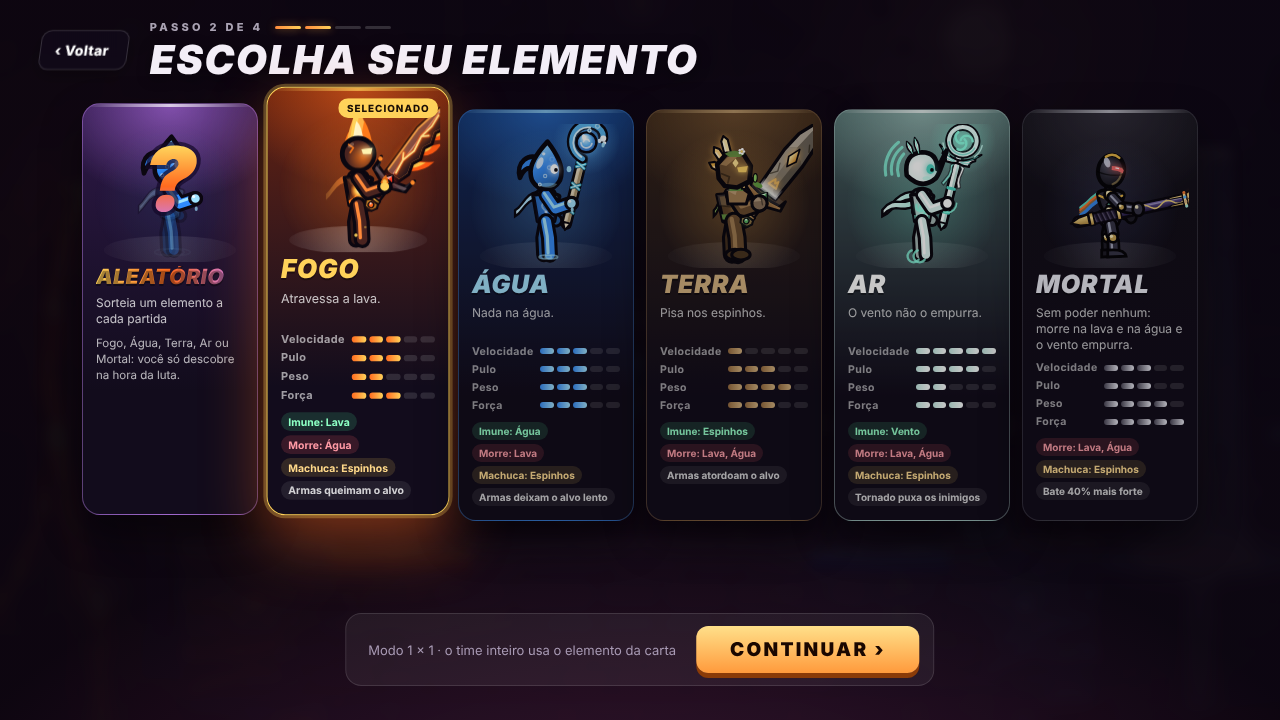 ‹ Voltar
PASSO 2 DE 4
ESCOLHA SEU ELEMENTO
?
ALEATÓRIO
Sorteia um elemento a
cada partida
Fogo, Água, Terra, Ar ou
Mortal: você só descobre
na hora da luta.
SELECIONADO
FOGO
Atravessa a lava.
Velocidade
Pulo
Peso
Força
Imune: Lava
Morre: Água
Machuca: Espinhos
Armas queimam o alvo
ÁGUA
Nada na água.
Velocidade
Pulo
Peso
Força
Imune: Água
Morre: Lava
Machuca: Espinhos
Armas deixam o alvo lento
TERRA
Pisa nos espinhos.
Velocidade
Pulo
Peso
Força
Imune: Espinhos
Morre: Lava, Água
Armas atordoam o alvo
AR
O vento não o empurra.
Velocidade
Pulo
Peso
Força
Imune: Vento
Morre: Lava, Água
Machuca: Espinhos
Tornado puxa os inimigos
MORTAL
Sem poder nenhum:
morre na lava e na água e
o vento empurra.
Velocidade
Pulo
Peso
Força
Morre: Lava, Água
Machuca: Espinhos
Bate 40% mais forte
Modo 1 × 1 · o time inteiro usa o elemento da carta
CONTINUAR ›